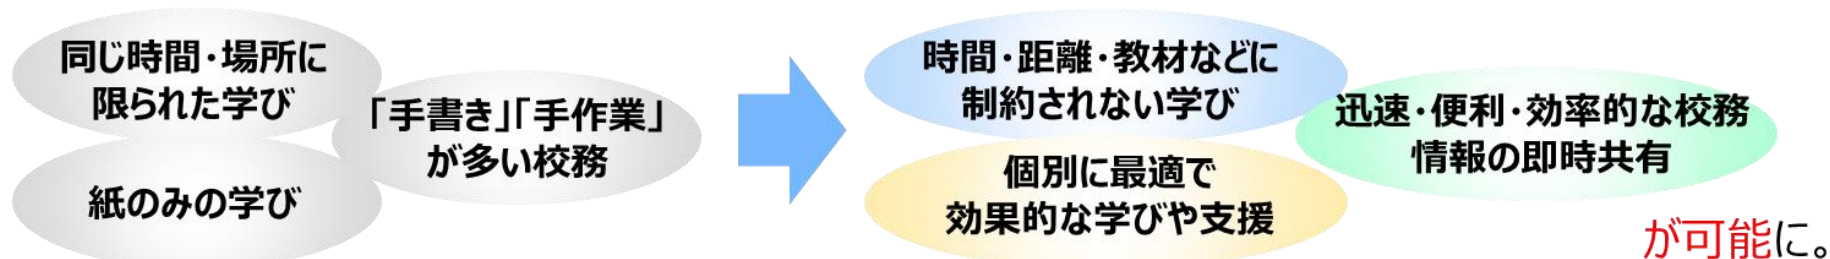 同じ時間・場所に
限られた学び
「手書き」「手作業」
が多い校務
紙のみの学び
時間・距離・教材などに
制約されない学び
迅速・便利・効率的な校務
情報の即時共有
個別に最適で
効果的な学びや支援
が可能に。